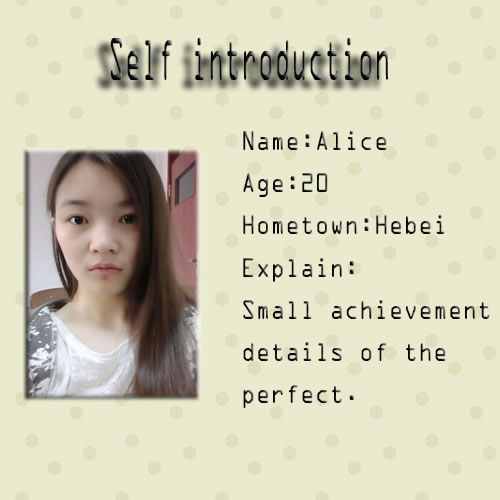 Self introduction
Name:Alice
Age:20
Hometown:Hebei
Explain:
Small achievement
details of the
perfect.